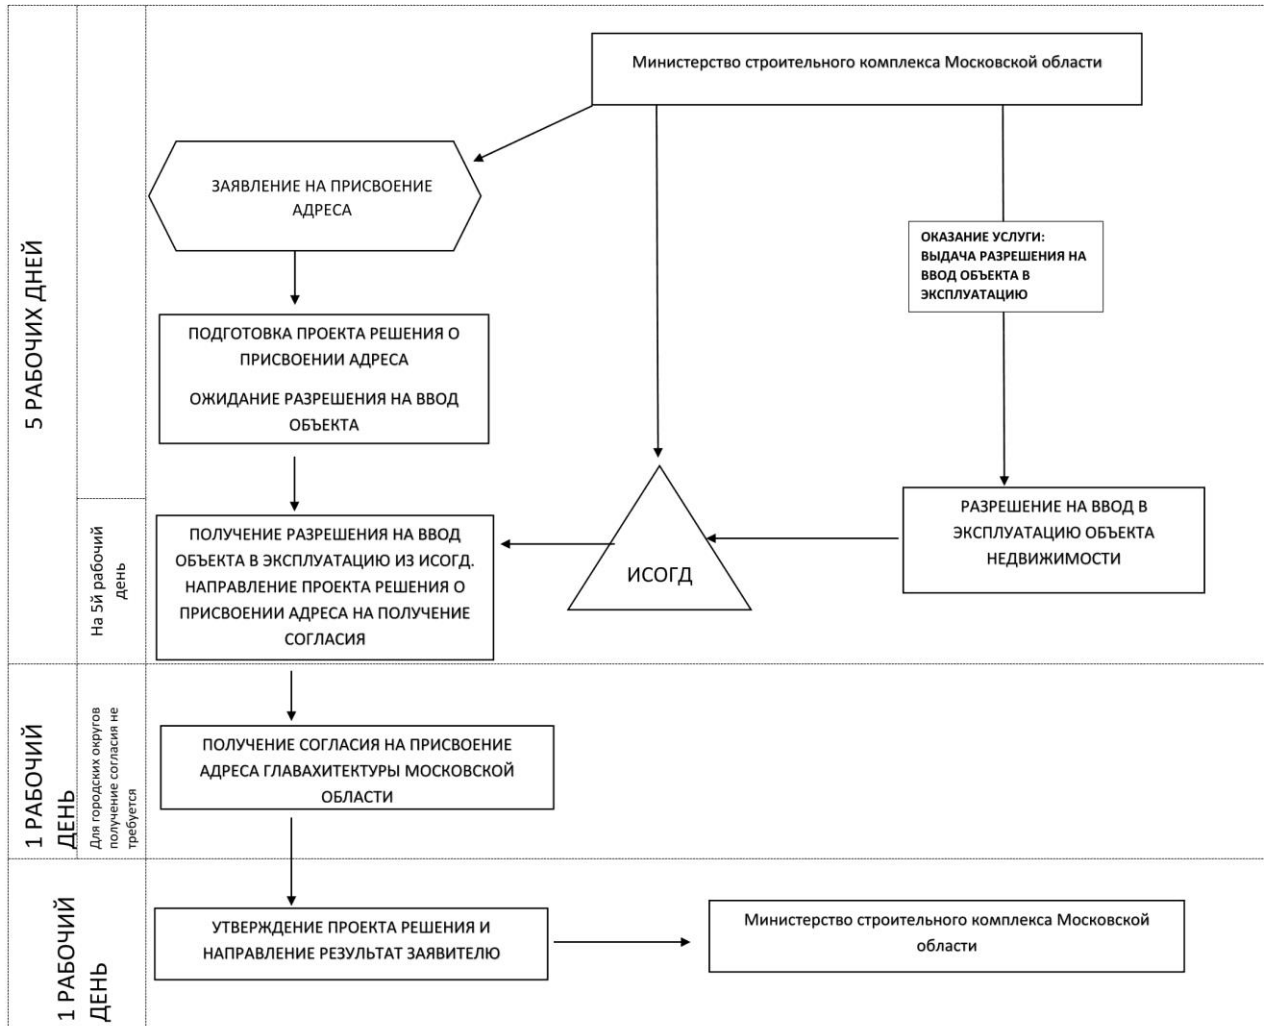 Министерство строительного комплекса Московской области
ЗАЯВЛЕНИЕ НА ПРИСВОЕНИЕ
АДРЕСА
ОКАЗАНИЕ УСЛУГИ:
ВЫДАЧА РАЗРЕШЕНИЯ НА
ВВОД ОБЪЕКТА В
ЭКСПЛУАТАЦИЮ
5 РАБОЧИХ ДНЕЙ
ПОДГОТОВКА ПРОЕКТА РЕШЕНИЯ О
ПРИСВОЕНИИ АДРЕСА
ОЖИДАНИЕ РАЗРЕШЕНИЯ НА ВВОД
ОБЪЕКТА
На 5й рабочий
день
ПОЛУЧЕНИЕ РАЗРЕШЕНИЯ НА ВВОД
ОБЪЕКТА В ЭКСПЛУАТАЦИЮ ИЗ ИСОГД.
НАПРАВЛЕНИЕ ПРОЕКТА РЕШЕНИЯ О
ПРИСВОЕНИИ АДРЕСА НА ПОЛУЧЕНИЕ
СОГЛАСИЯ
ИСОГД
РАЗРЕШЕНИЕ НА ВВОД В
ЭКСПЛУАТАЦИЮ ОБЪЕКТА
НЕДВИЖИМОСТИ
1 РАБОЧИЙ
ДЕНЬ
Для городских округов
получение согласия не
требуется
ПОЛУЧЕНИЕ СОГЛАСИЯ НА ПРИСВОЕНИЕ
АДРЕСА ГЛАВАХИТЕКТУРЫ МОСКОВСКОЙ
ОБЛАСТИ
1 РАБОЧИЙ
ДЕНЬ
УТВЕРЖДЕНИЕ ПРОЕКТА РЕШЕНИЯ И
НАПРАВЛЕНИЕ РЕЗУЛЬТАТ ЗАЯВИТЕЛЮ
Министерство строительного комплекса Московской
области